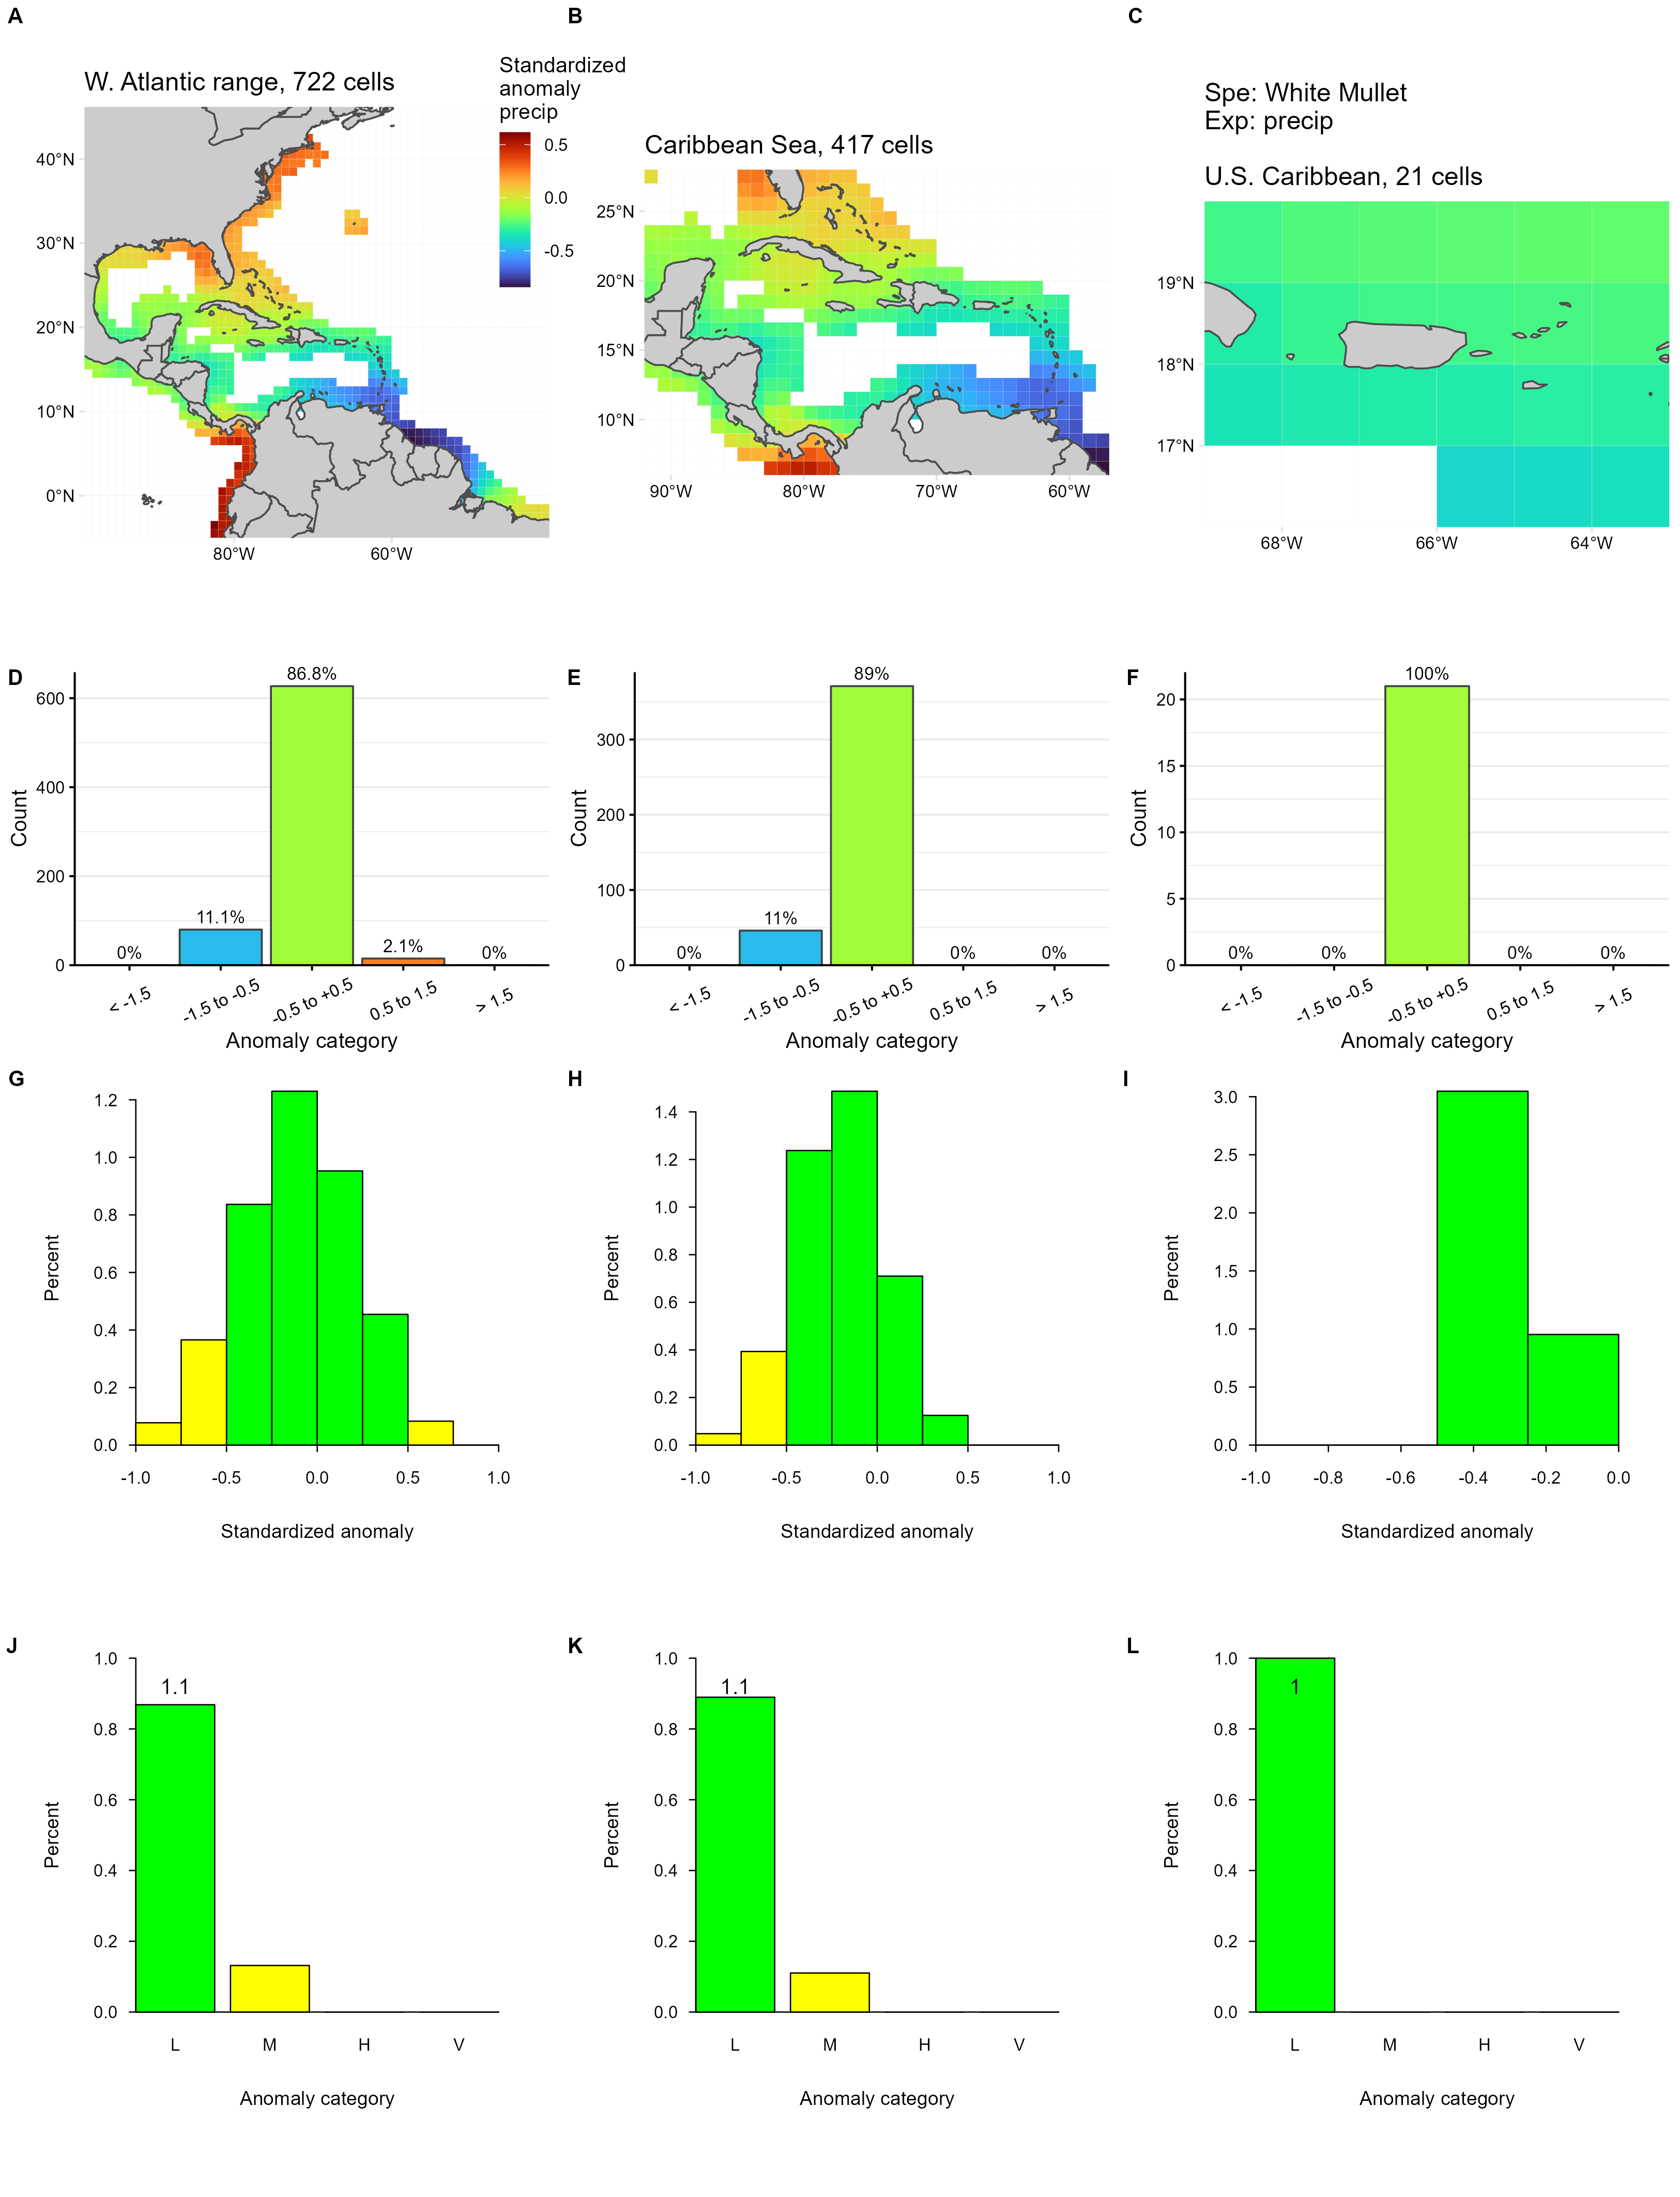 A
B
C
W. Atlantic range, 722 cells
Standardized
anomaly
precip
0.5
0.0
-0.5
40°N
30°N
20°N
10°N
0°N
80°W
60°W
Caribbean Sea, 417 cells
25°N
20°N
15°N
10°N
90°W
80°W
70°W
60°W
Spe: White Mullet
Exp: precip
U.S. Caribbean, 21 cells
19°N
18°N
17°N
68°W
66°W
64°W
D
Count
600
400
200
0
0%
11.1%
86.8%
2.1%
0%
< -1.5
-1.5 to -0.5
-0.5 to +0.5
0.5 to 1.5
> 1.5
Anomaly category
E
Count
300
200
100
0
0%
11%
89%
0%
0%
< -1.5
-1.5 to -0.5
-0.5 to +0.5
0.5 to 1.5
> 1.5
Anomaly category
F
Count
20
15
10
5
0
0%
0%
100%
0%
0%
< -1.5
-1.5 to -0.5
-0.5 to +0.5
0.5 to 1.5
> 1.5
Anomaly category
G
Percent
1.2
1.0
0.8
0.6
0.4
0.2
0.0
-1.0
-0.5
0.0
0.5
1.0
Standardized anomaly
H
Percent
1.4
1.2
1.0
0.8
0.6
0.4
0.2
0.0
-1.0
-0.5
0.0
0.5
1.0
Standardized anomaly
I
Percent
3.0
2.5
2.0
1.5
1.0
0.5
0.0
-1.0
-0.8
-0.6
-0.4
-0.2
0.0
Standardized anomaly
J
Percent
1.0
0.8
0.6
0.4
0.2
0.0
1.1
L
M
H
V
Anomaly category
K
Percent
1.0
0.8
0.6
0.4
0.2
0.0
1.1
L
M
H
V
Anomaly category
L
Percent
1.0
0.8
0.6
0.4
0.2
0.0
1
L
M
H
V
Anomaly category